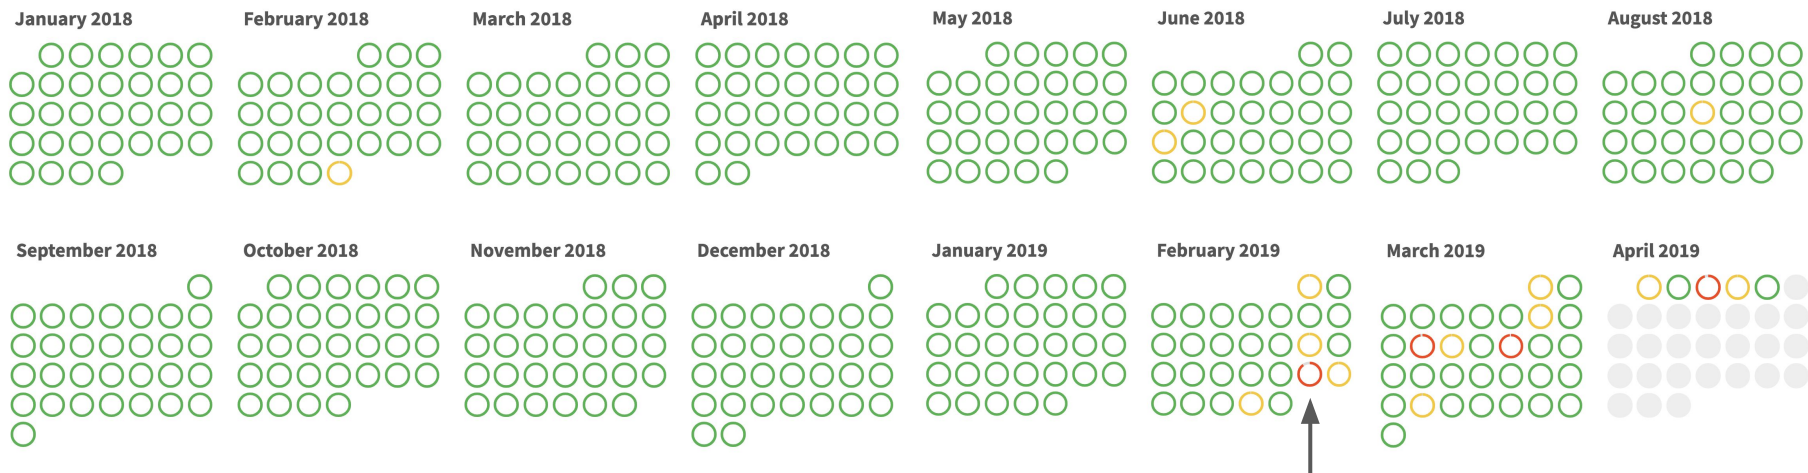 January 2018 February 2018 March 2018 April 2018 May 2018 June 2018 July 2018 August 2018
September 2018 October 2018 November 2018 December 2018 January 2019 February 2019 March 2019 April 2019